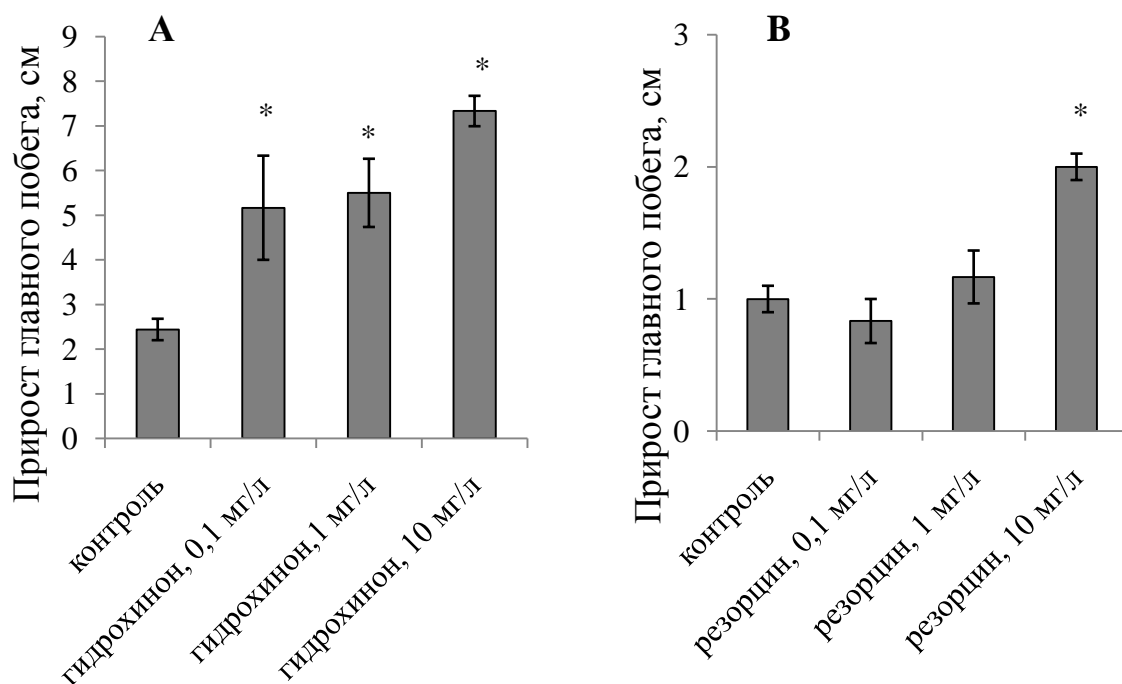 A
Прирост главного побега, см
9
8
7
6
5
4
3
2
1
0
*
*
*
контроль
гидрохинон, 0,1 мг/л
гидрохинон,1 мг/л
гидрохинон, 10 мг/л
B
Прирост главного побега, см
3
2
1
0
*
контроль
резорцин, 0,1 мг/л
резорцин, 1 мг/л
резорцин, 10 мг/л